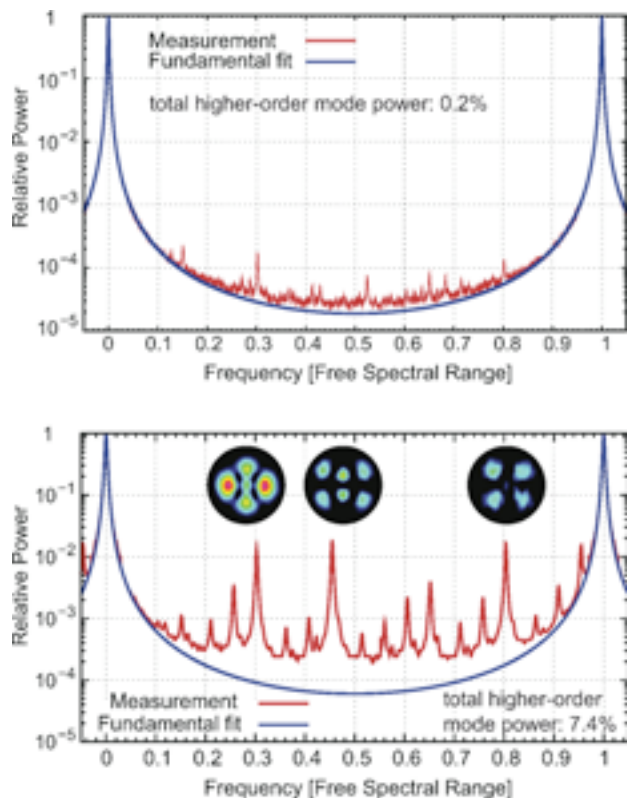 1
Measurement
10⁻¹
Fundamental fit
total higher-order mode power: 0.2%
10⁻²
Relative Power
10⁻³
10⁻⁴
10⁻⁵
0 0.1 0.2 0.3 0.4 0.5 0.6 0.7 0.8 0.9 1
Frequency [Free Spectral Range]
1
10⁻¹
10⁻²
Relative Power
10⁻³
10⁻⁴
Measurement
total higher-order
Fundamental fit
mode power: 7.4%
10⁻⁵
0 0.1 0.2 0.3 0.4 0.5 0.6 0.7 0.8 0.9 1
Frequency [Free Spectral Range]